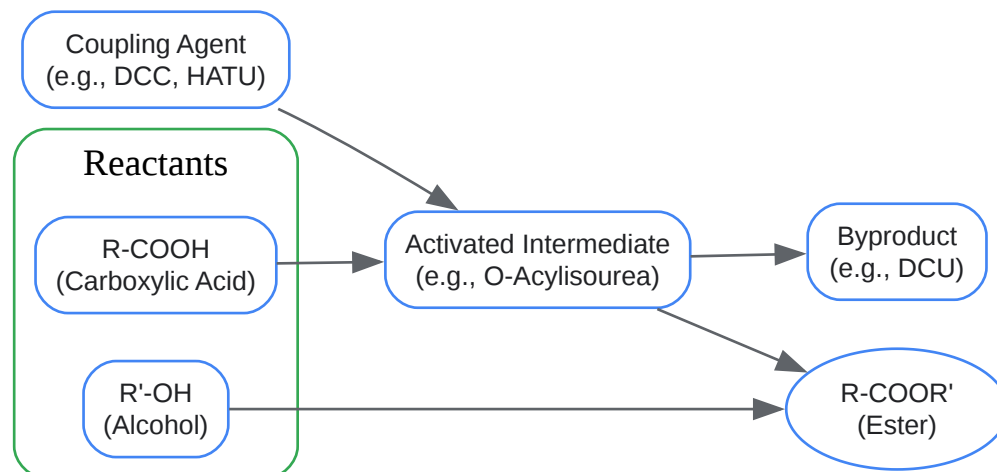 Coupling Agent
(e.g., DCC, HATU)
Reactants
R-COOH
(Carboxylic Acid)
Activated Intermediate
(e.g., O-Acylisourea)
Byproduct
(e.g., DCU)
R'-OH
(Alcohol)
R-COOR'
(Ester)